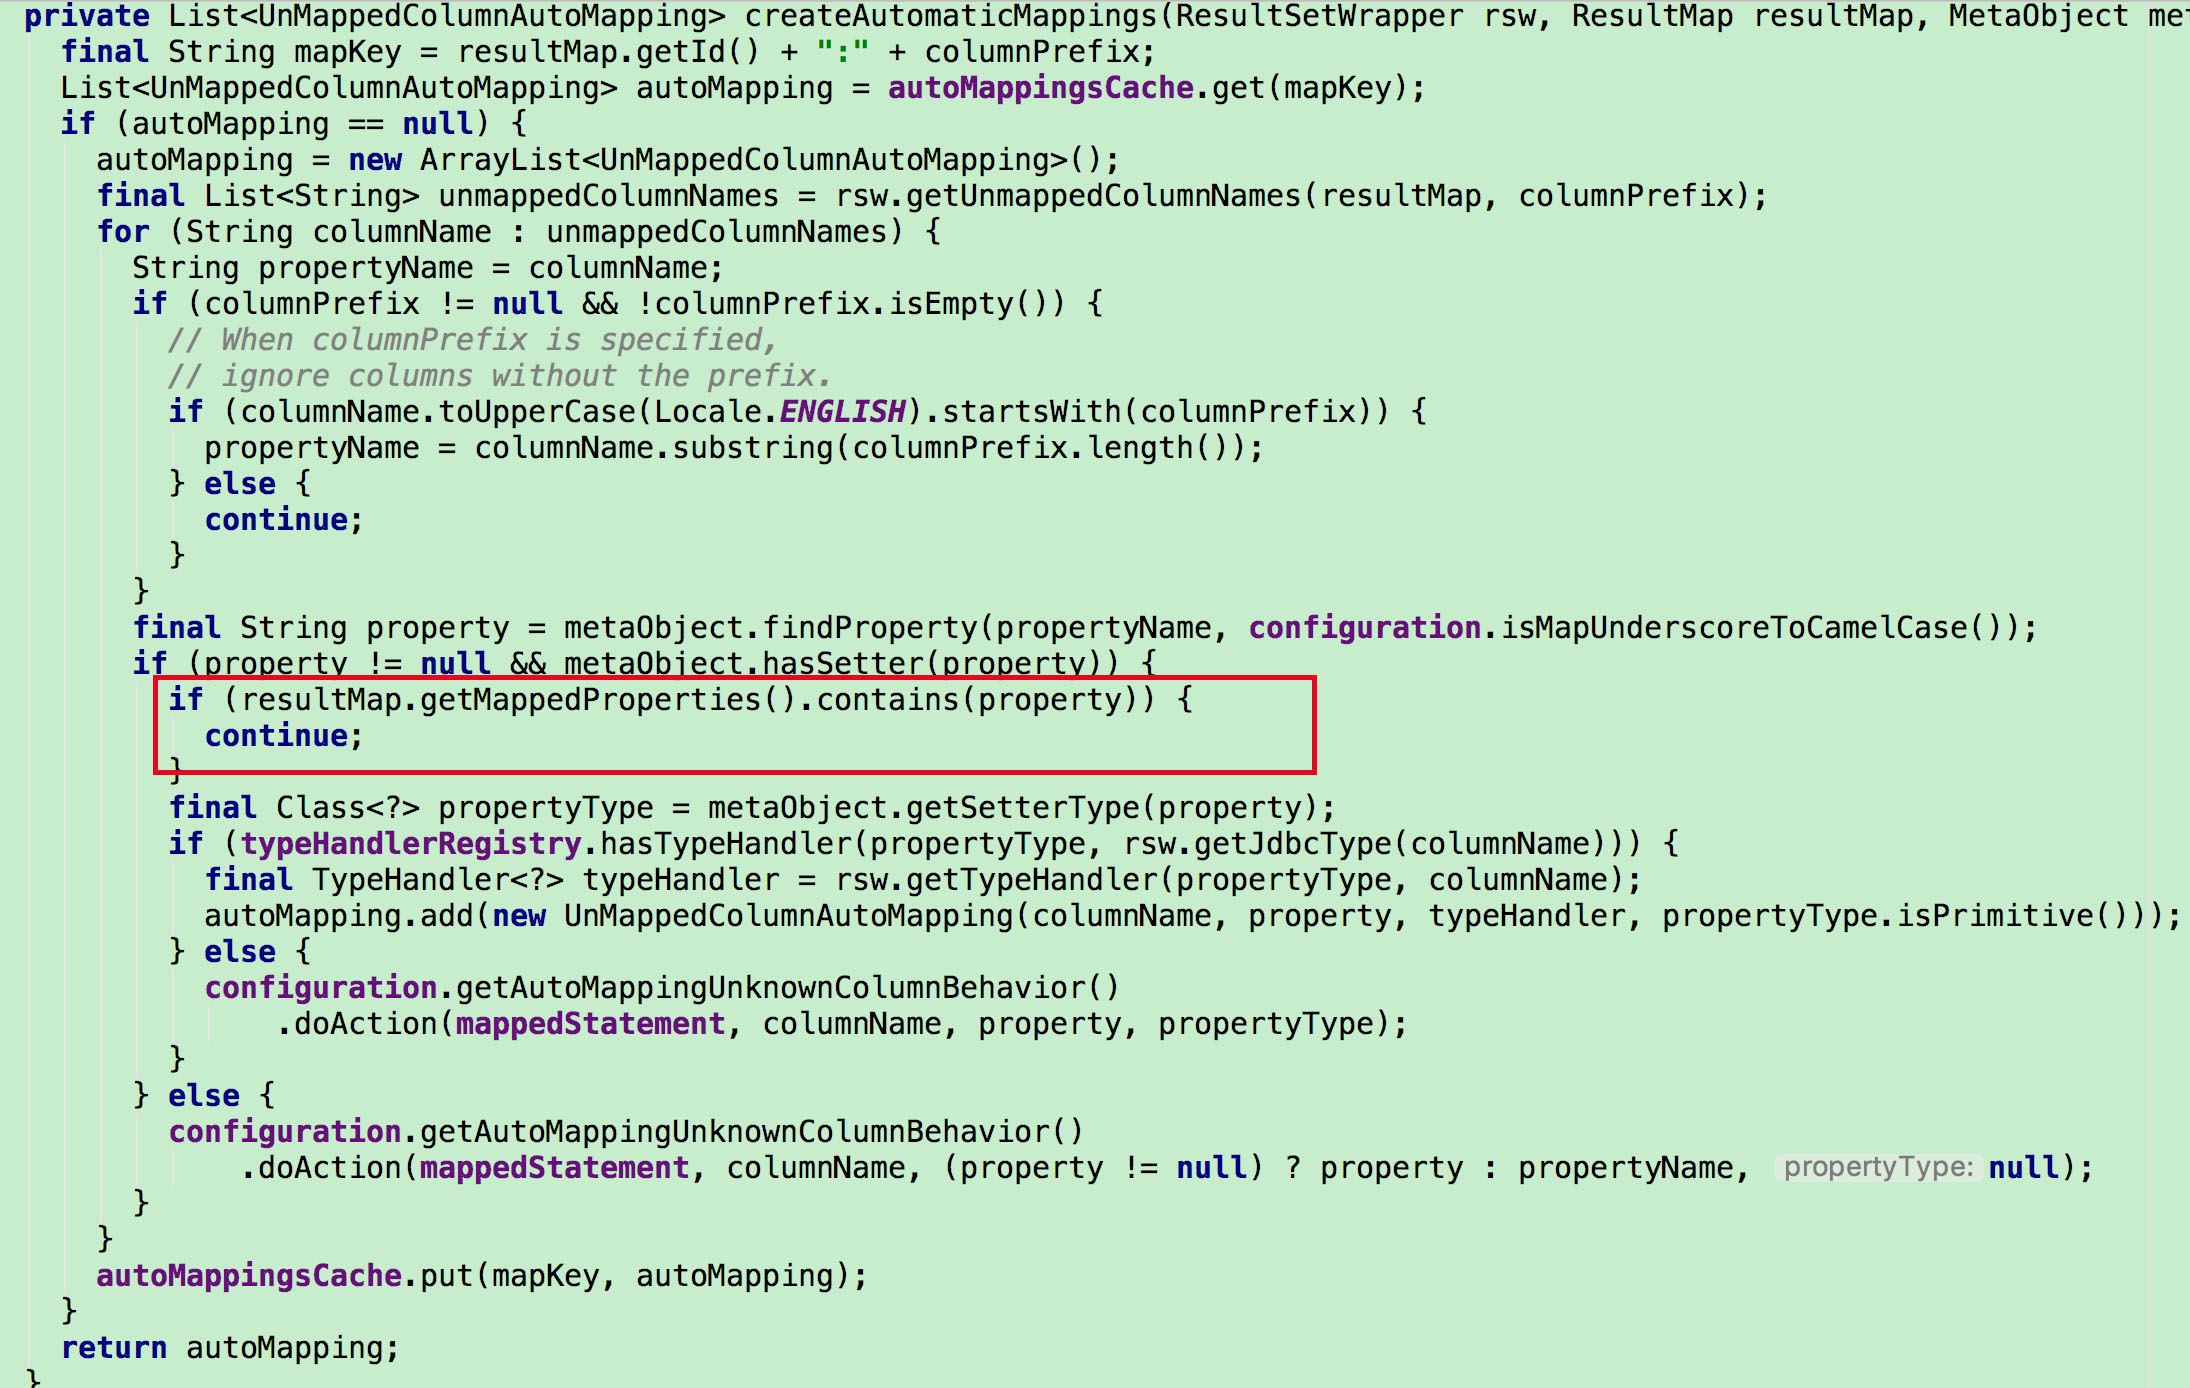 private List<UnMappedColumnAutoMapping> createAutomaticMappings(ResultSetWrapper rsw, ResultMap resultMap, MetaObject met
  final String mapKey = resultMap.getId() + ":" + columnPrefix;
  List<UnMappedColumnAutoMapping> autoMapping = autoMappingsCache.get(mapKey);
  if (autoMapping == null) {
    autoMapping = new ArrayList<UnMappedColumnAutoMapping>();
    final List<String> unmappedColumnNames = rsw.getUnmappedColumnNames(resultMap, columnPrefix);
    for (String columnName : unmappedColumnNames) {
      String propertyName = columnName;
      if (columnPrefix != null && !columnPrefix.isEmpty()) {
        // When columnPrefix is specified,
        // ignore columns without the prefix.
        if (columnName.toUpperCase(Locale.ENGLISH).startsWith(columnPrefix)) {
          propertyName = columnName.substring(columnPrefix.length());
        } else {
          continue;
        }
      }
      final String property = metaObject.findProperty(propertyName, configuration.isMapUnderscoreToCamelCase());
      if (property != null && metaObject.hasSetter(property)) {
        if (resultMap.getMappedProperties().contains(property)) {
          continue;
        }
        final Class<?> propertyType = metaObject.getSetterType(property);
        if (typeHandlerRegistry.hasTypeHandler(propertyType, rsw.getJdbcType(columnName))) {
          final TypeHandler<?> typeHandler = rsw.getTypeHandler(propertyType, columnName);
          autoMapping.add(new UnMappedColumnAutoMapping(columnName, property, typeHandler, propertyType.isPrimitive()));
        } else {
          configuration.getAutoMappingUnknownColumnBehavior()
              .doAction(mappedStatement, columnName, property, propertyType);
        }
      } else {
        configuration.getAutoMappingUnknownColumnBehavior()
            .doAction(mappedStatement, columnName, (property != null) ? property : propertyName, propertyType: null);
      }
    }
    autoMappingsCache.put(mapKey, autoMapping);
  }
  return autoMapping;
}